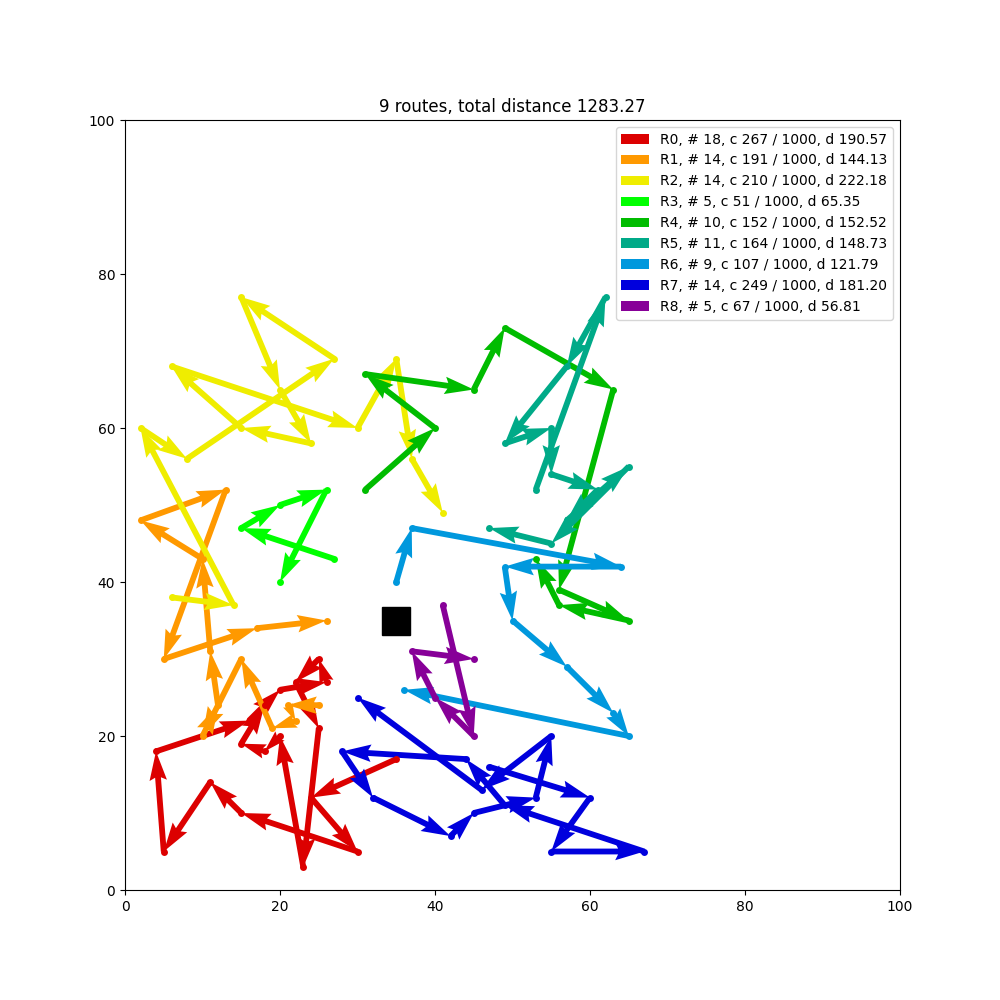 9 routes, total distance 1283.27
R0, # 18, c 267 / 1000, d 190.57
R1, # 14, c 191 / 1000, d 144.13
R2, # 14, c 210 / 1000, d 222.18
R3, # 5, c 51 / 1000, d 65.35
R4, # 10, c 152 / 1000, d 152.52
R5, # 11, c 164 / 1000, d 148.73
R6, # 9, c 107 / 1000, d 121.79
R7, # 14, c 249 / 1000, d 181.20
R8, # 5, c 67 / 1000, d 56.81
100
80
60
40
20
0
0 20 40 60 80 100